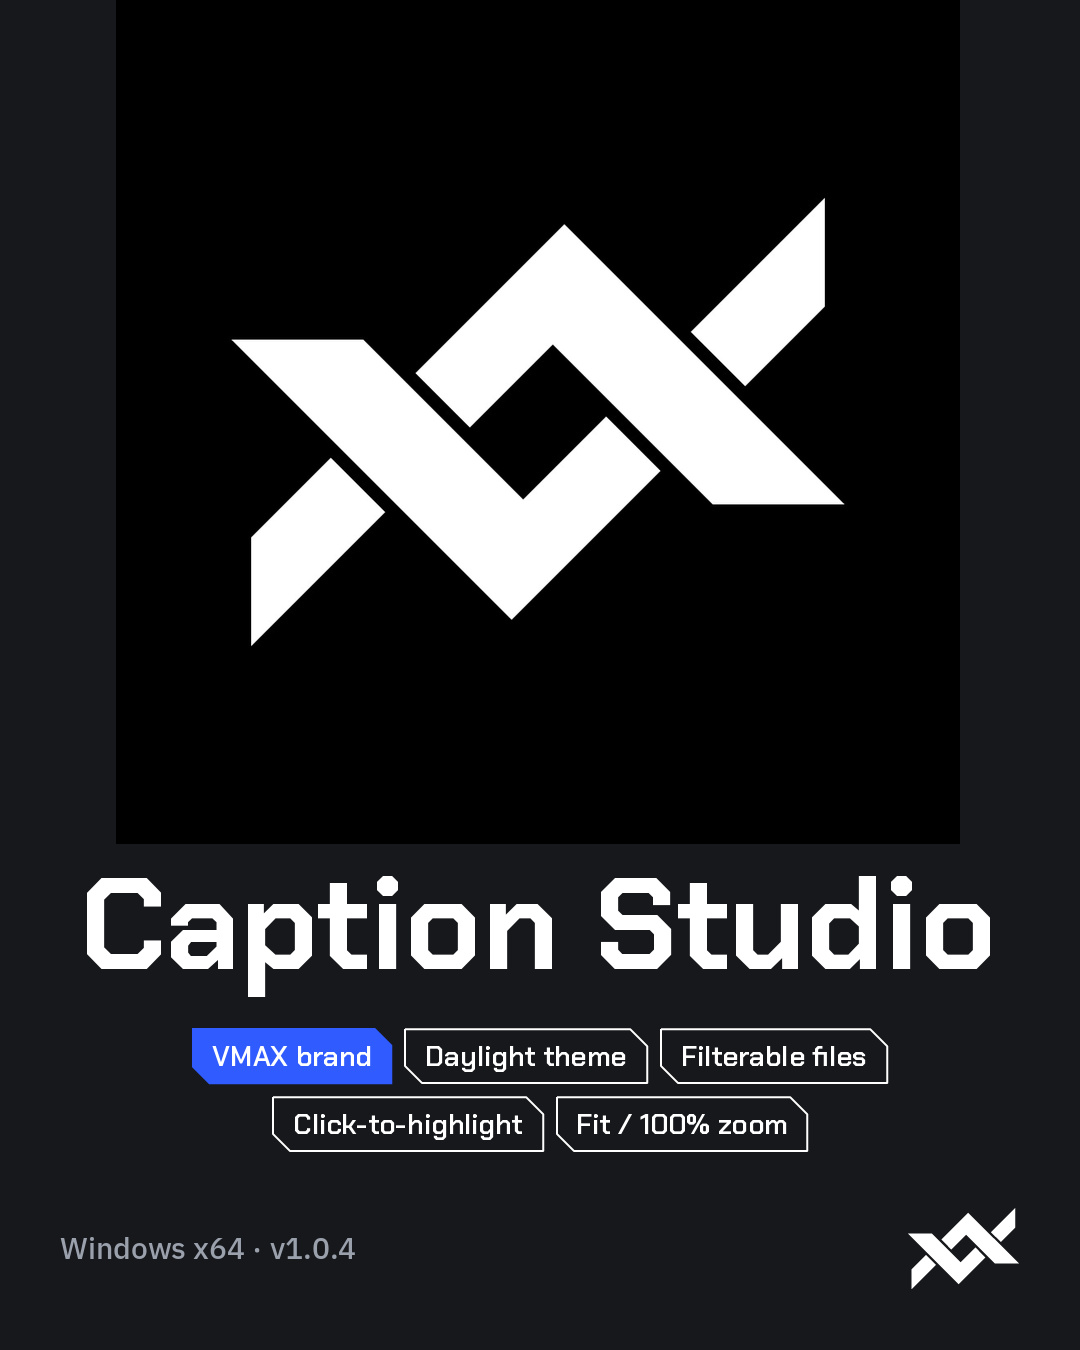 Caption Studio
VMAX brand Daylight theme Filterable files
Click-to-highlight Fit / 100% zoom
Windows x64 · v1.0.4